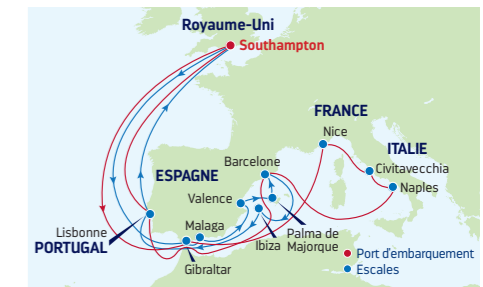 Royaume-Uni
Southampton
FRANCE
Nice
ITALIE
Barcelone
Civitavecchia
ESPAGNE
Naples
Valence
Lisbonne
Malaga
Palma de
Majorque
PORTUGAL
Ibiza
Gibraltar
Port d'embarquement
Escales